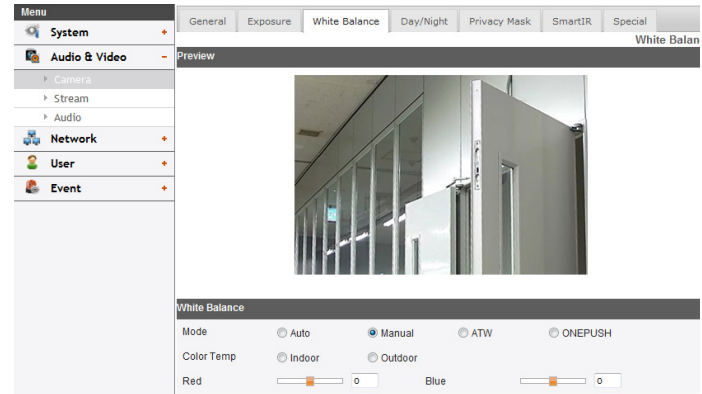 Menu
System +
Audio & Video –
Camera
Stream
Audio
Network +
User +
Event +
General Exposure White Balance Day/Night Privacy Mask SmartIR Special
White Balan
Preview
White Balance
Mode Auto Manual ATW ONEPUSH
Color Temp Indoor Outdoor
Red 0 Blue 0